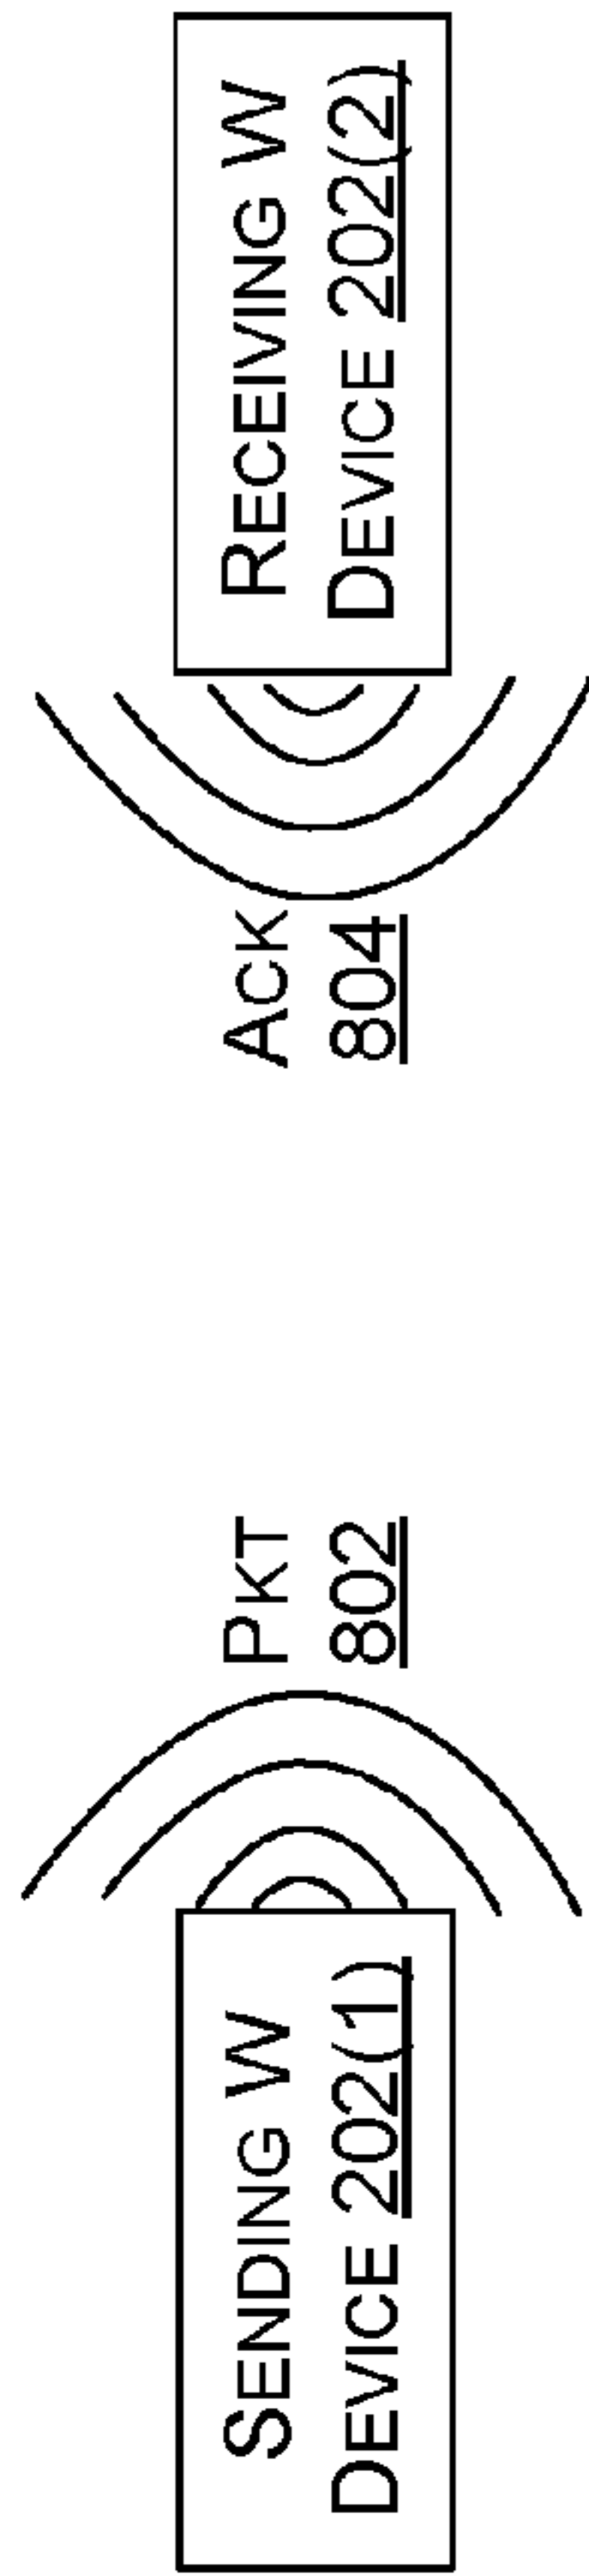 SENDING W
DEVICE 202(1)
PKT
802
ACK
804
RECEIVING W
DEVICE 202(2)